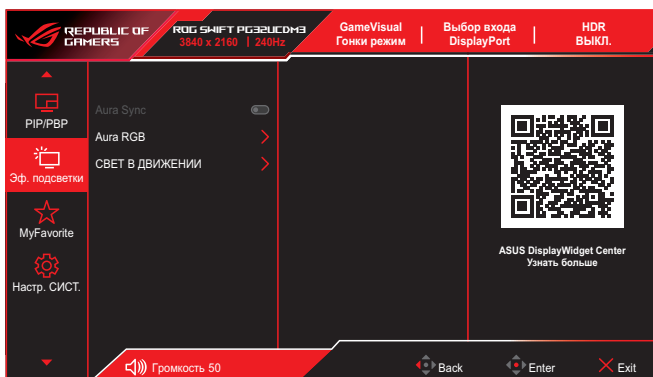 REPUBLIC OF
GAMERS
ROG SWIFT PG32UCDM3
3840 x 2160 | 240Hz
GameVisual
Гонки режим
Выбор входа
DisplayPort
HDR
ВЫКЛ.
PIP/PBP
Эф. подсветки
MyFavorite
Настр. СИСТ.
Aura Sync
Aura RGB
СВЕТ В ДВИЖЕНИИ
ASUS DisplayWidget Center
Узнать больше
Громкость 50
Back
Enter
Exit